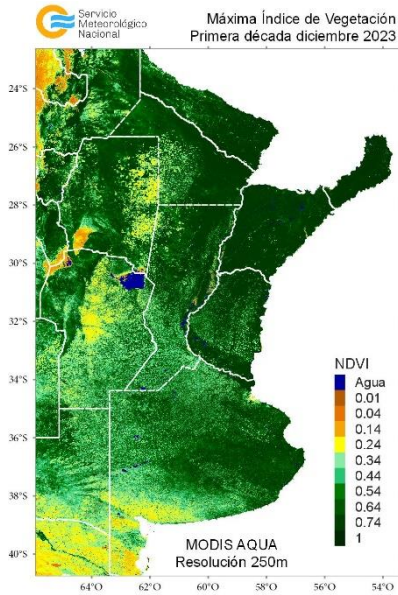 Servicio
Meteorológico
Nacional
Máxima Índice de Vegetación
Primera década diciembre 2023
24°S
26°S
28°S
30°S
32°S
34°S
36°S
38°S
40°S
NDVI
Agua
0.01
0.04
0.14
0.24
0.34
0.44
0.54
0.64
0.74
1
MODIS AQUA
Resolución 250m
64°O
62°O
60°O
58°O
56°O
54°O